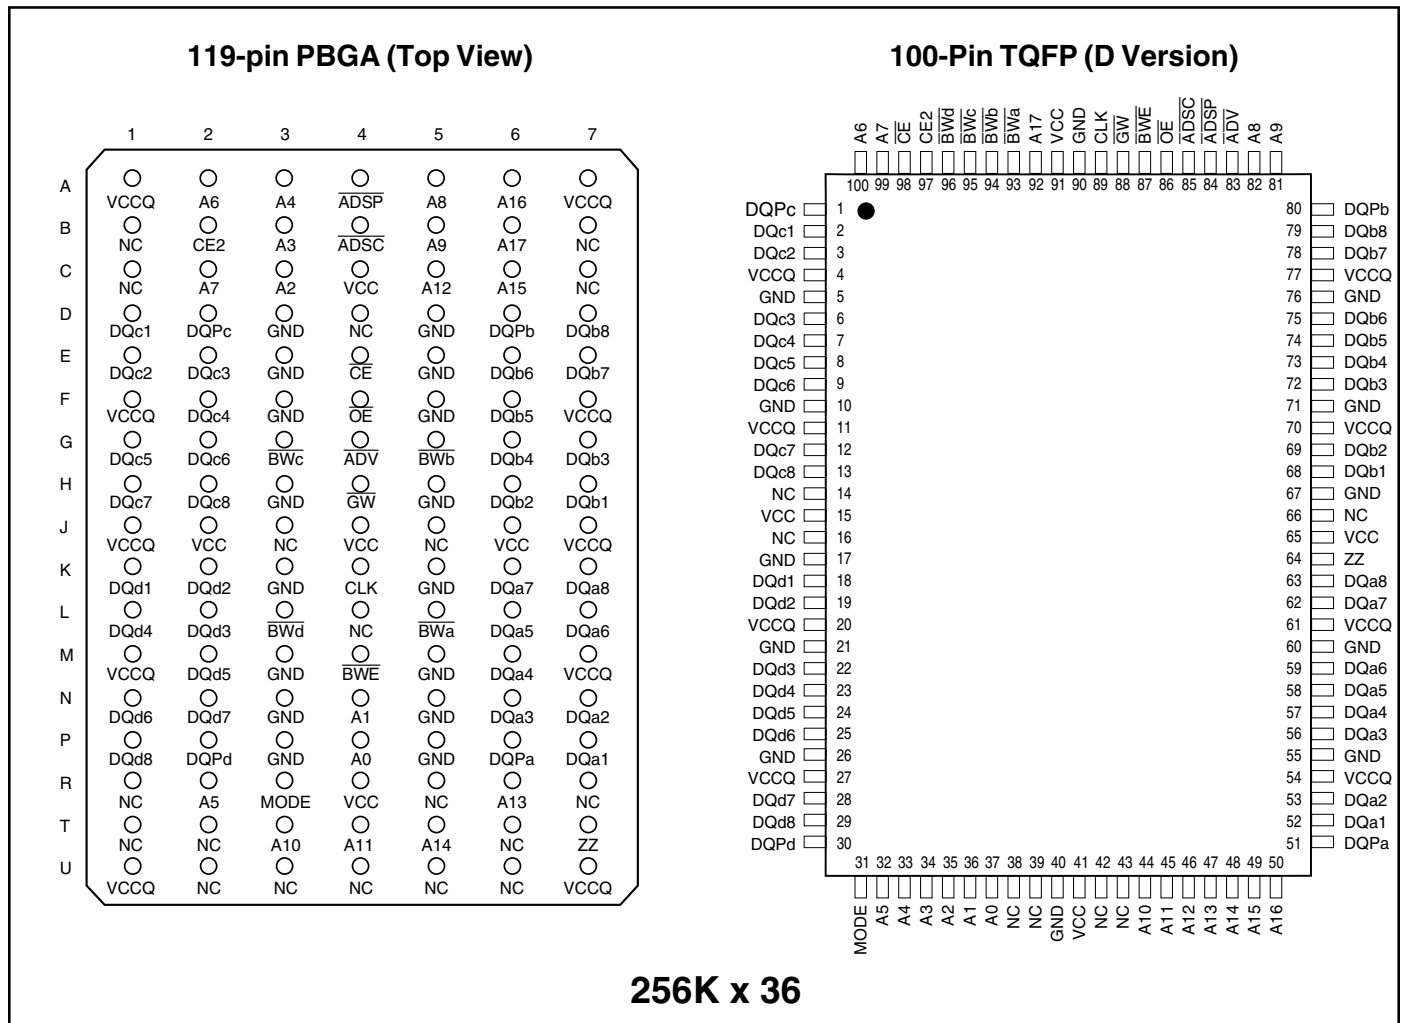 119-pin PBGA (Top View)
1 2 3 4 5 6 7
A
VCCQ A6 A4 ADSP A8 A16 VCCQ
B
NC CE2 A3 ADSC A9 A17 NC
C
NC A7 A2 VCC A12 A15 NC
D
DQc1 DQPc GND NC GND DQPb DQb8
E
DQc2 DQc3 GND CE GND DQb6 DQb7
F
VCCQ DQc4 GND OE GND DQb5 VCCQ
G
DQc5 DQc6 BWc ADV BWb DQb4 DQb3
H
DQc7 DQc8 GND GW GND DQb2 DQb1
J
VCCQ VCC NC VCC NC VCC VCCQ
K
DQd1 DQd2 GND CLK GND DQa7 DQa8
L
DQd4 DQd3 BWd NC BWa DQa5 DQa6
M
VCCQ DQd5 GND BWE GND DQa4 VCCQ
N
DQd6 DQd7 GND A1 GND DQa3 DQa2
P
DQd8 DQPd GND A0 GND DQPa DQa1
R
NC A5 MODE VCC NC A13 NC
T
NC NC A10 A11 A14 NC ZZ
U
VCCQ NC NC NC NC NC VCCQ
100-Pin TQFP (D Version)
A6 A7 CE CE2 BWd BWc BWb BWa A17 VCC GND CLK GW BWE OE ADSC ADSP ADV A8 A9
100 99 98 97 96 95 94 93 92 91 90 89 88 87 86 85 84 83 82 81
DQPc 1 80 DQPb
DQc1 2 79 DQb8
DQc2 3 78 DQb7
VCCQ 4 77 VCCQ
GND 5 76 GND
DQc3 6 75 DQb6
DQc4 7 74 DQb5
DQc5 8 73 DQb4
DQc6 9 72 DQb3
GND 10 71 GND
VCCQ 11 70 VCCQ
DQc7 12 69 DQb2
DQc8 13 68 DQb1
NC 14 67 GND
VCC 15 66 NC
NC 16 65 VCC
GND 17 64 ZZ
DQd1 18 63 DQa8
DQd2 19 62 DQa7
VCCQ 20 61 VCCQ
GND 21 60 GND
DQd3 22 59 DQa6
DQd4 23 58 DQa5
DQd5 24 57 DQa4
DQd6 25 56 DQa3
GND 26 55 GND
VCCQ 27 54 VCCQ
DQd7 28 53 DQa2
DQd8 29 52 DQa1
DQPd 30 51 DQPa
31 32 33 34 35 36 37 38 39 40 41 42 43 44 45 46 47 48 49 50
MODE A5 A4 A3 A2 A1 A0 NC NC GND VCC NC NC A10 A11 A12 A13 A14 A15 A16
256K x 36